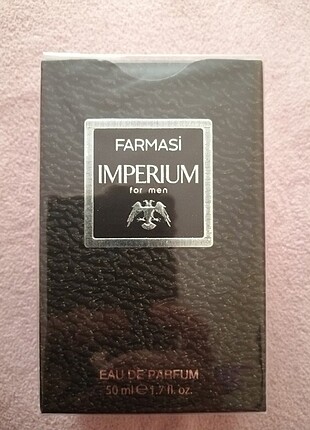 FARMASİ
IMPERIUM
for men
EAU DE PARFUM
50 ml ℮ 1.7 fl. oz.